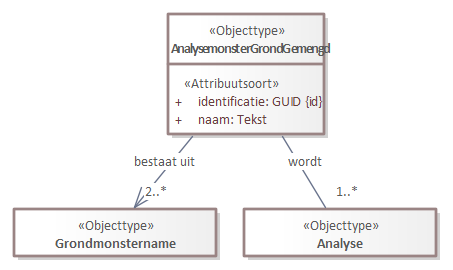 «Objecttype»
AnalysemonsterGrondGemengd
«Attribuutsoort»
+ identificatie: GUID {id}
+ naam: Tekst
bestaat uit
wordt
2..*
1..*
«Objecttype»
Grondmonstername
«Objecttype»
Analyse